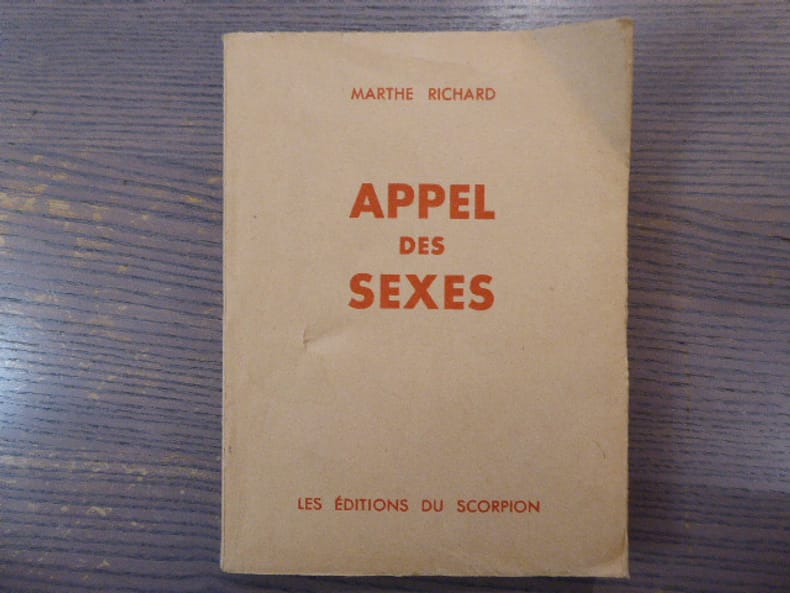 MARTHE RICHARD
APPEL
DES
SEXES
LES ÉDITIONS DU SCORPION